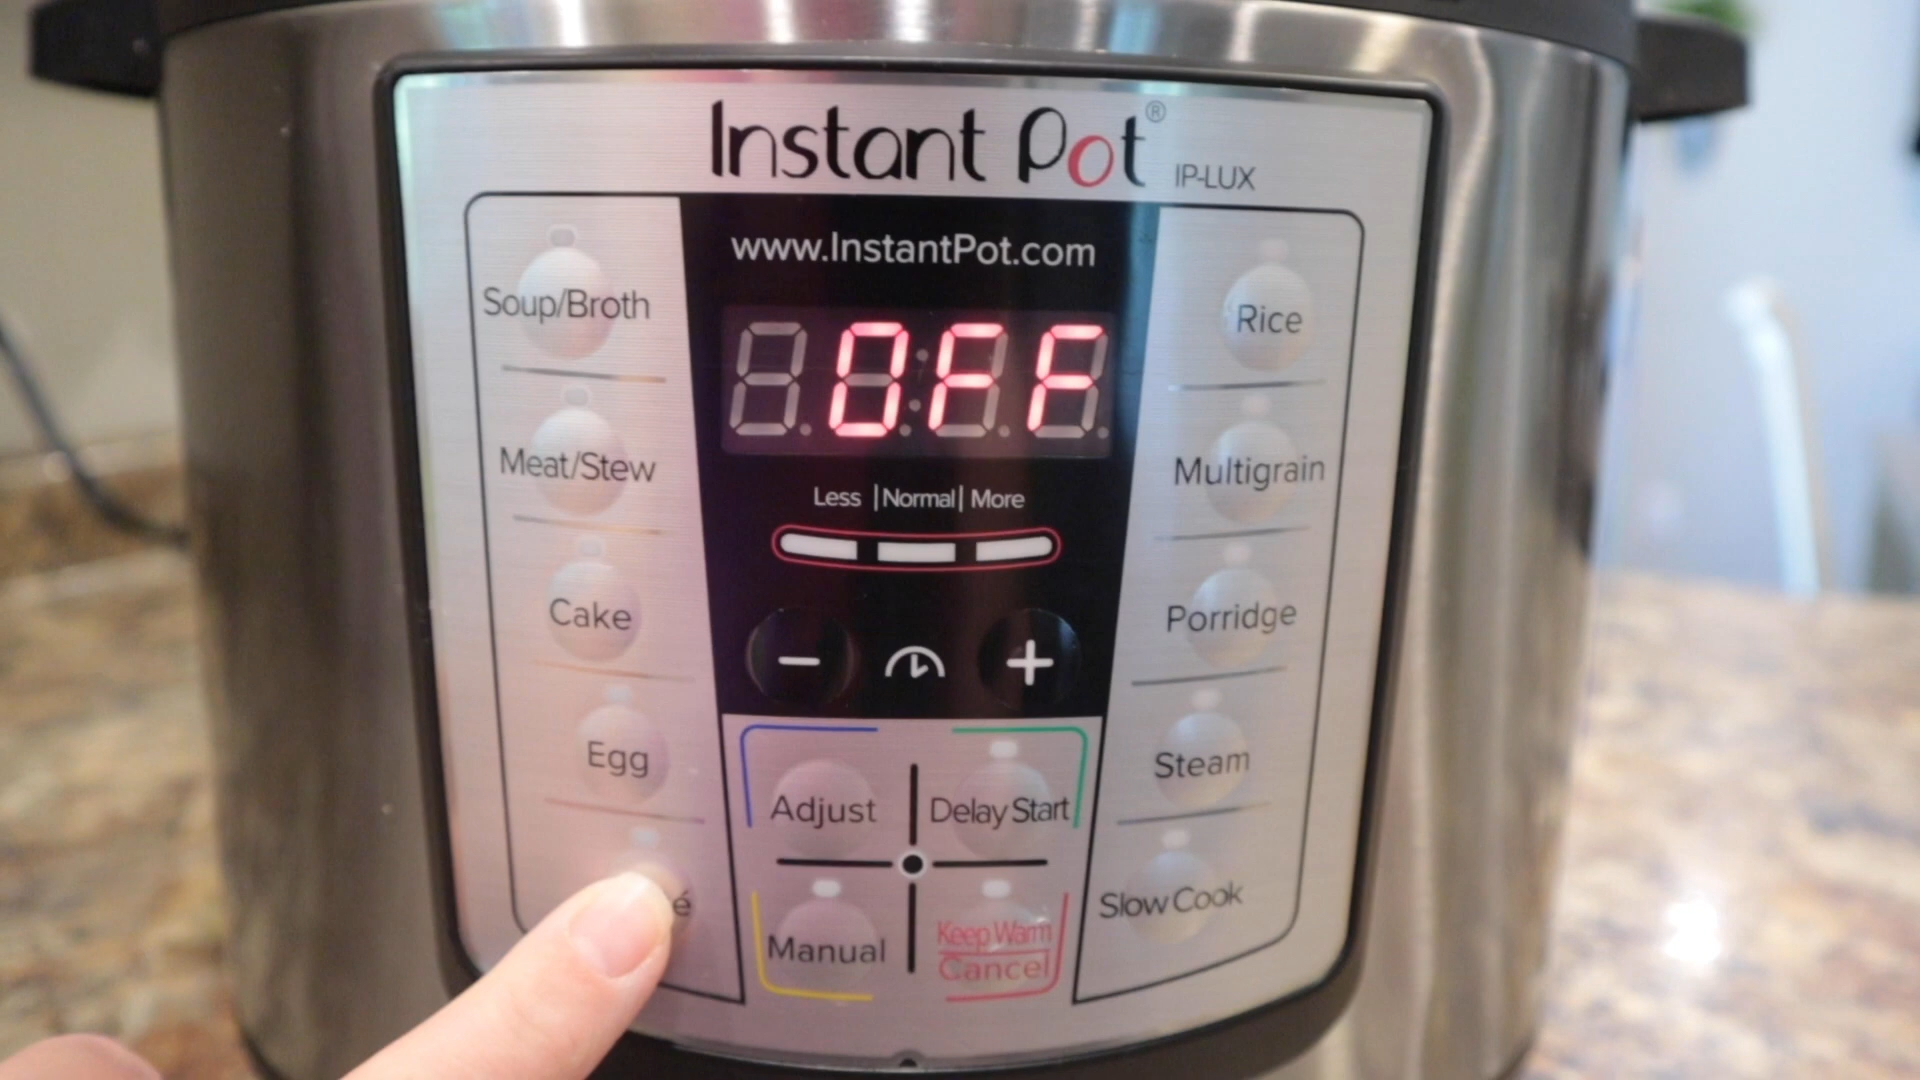 Instant Pot® IP-LUX
www.InstantPot.com
OFF
Less | Normal | More
Soup/Broth
Meat/Stew
Cake
Egg
Rice
Multigrain
Porridge
Steam
Slow Cook
− +
Adjust
Delay Start
Manual
Keep Warm
Cancel